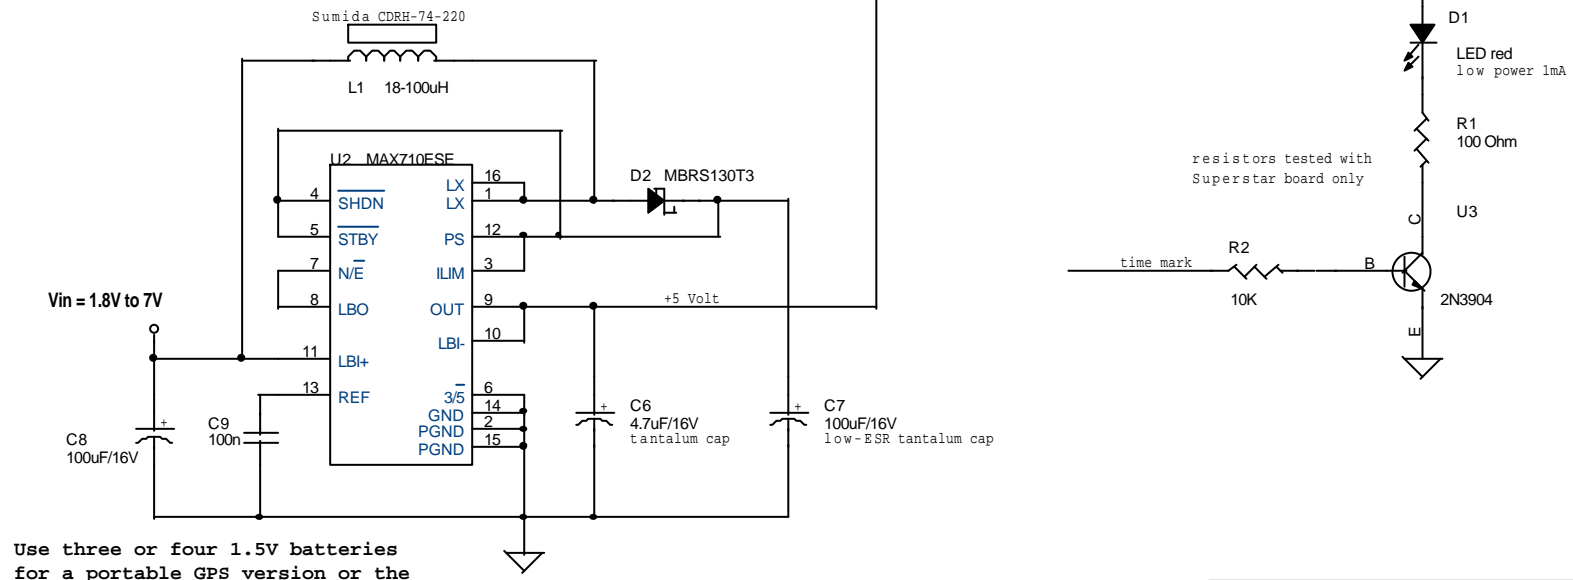 Sumida CDRH-74-220
L1 18-100uH
U2 MAX710ESE
4 SHDN
5 STBY
7 N/E
8 LBO
11 LBI+
13 REF
LX 16
LX 1
PS 12
ILIM 3
OUT 9
LBI- 10
3/5 6
GND 14
PGND 2
PGND 15
D2 MBRS130T3
+5 Volt
Vin = 1.8V to 7V
+
C8
100uF/16V
C9
100n
+
C6
4.7uF/16V
tantalum cap
+
C7
100uF/16V
low-ESR tantalum cap
Use three or four 1.5V batteries
for a portable GPS version or the
D1
LED red
low power 1mA
R1
100 Ohm
resistors tested with
Superstar board only
C
U3
R2
time mark
B
10K
2N3904
E